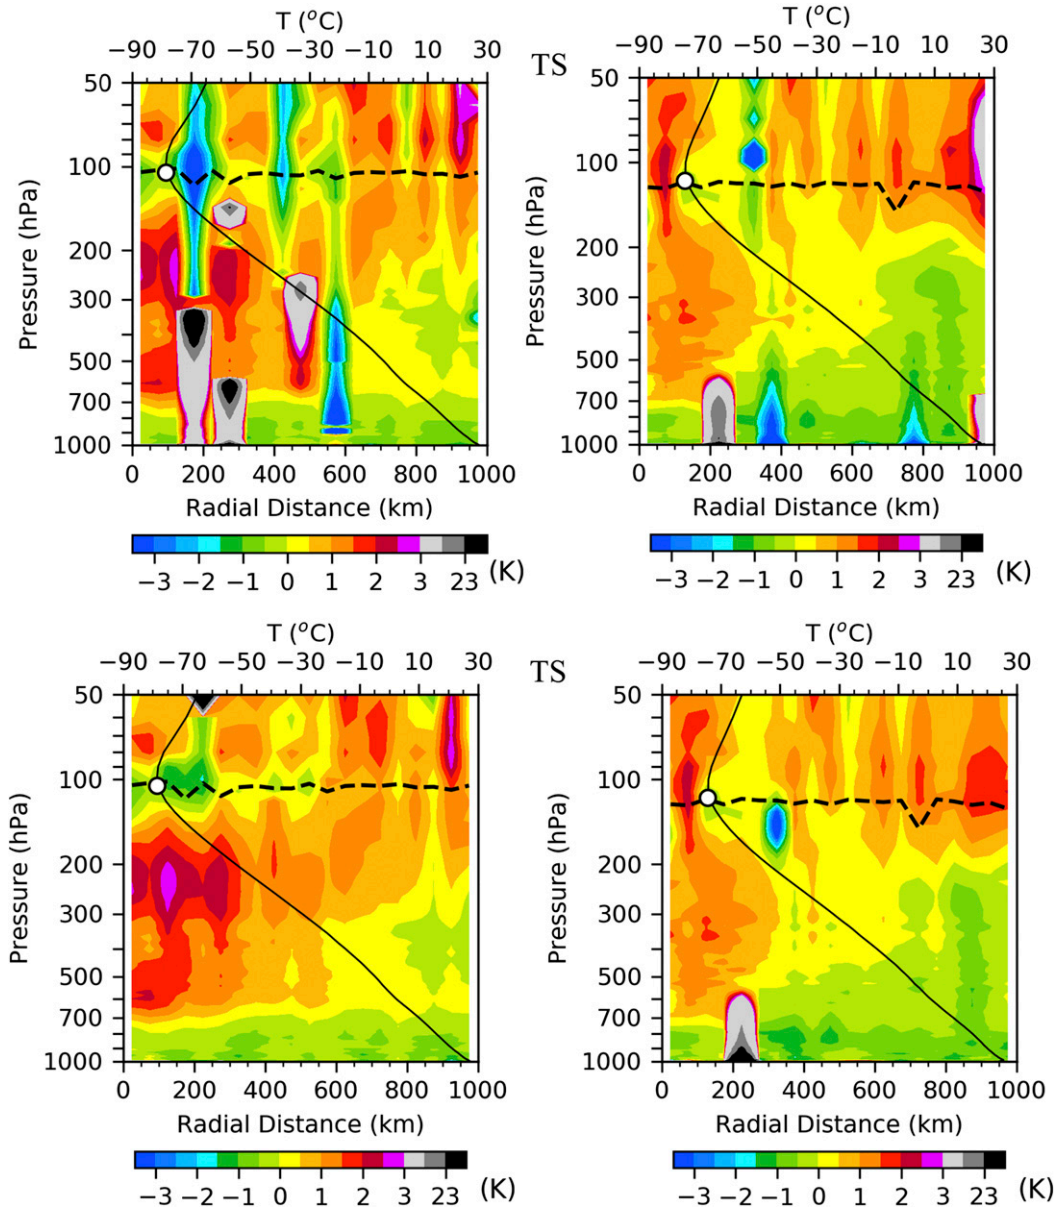 T (°C)
−90 −70 −50 −30 −10 10 30
50
100
200
300
500
700
1000
Pressure (hPa)
0 200 400 600 800 1000
Radial Distance (km)
−3 −2 −1 0 1 2 3 23 (K)
TS
T (°C)
−90 −70 −50 −30 −10 10 30
50
100
200
300
500
700
1000
Pressure (hPa)
0 200 400 600 800 1000
Radial Distance (km)
−3 −2 −1 0 1 2 3 23 (K)
T (°C)
−90 −70 −50 −30 −10 10 30
50
100
200
300
500
700
1000
Pressure (hPa)
0 200 400 600 800 1000
Radial Distance (km)
−3 −2 −1 0 1 2 3 23 (K)
TS
T (°C)
−90 −70 −50 −30 −10 10 30
50
100
200
300
500
700
1000
Pressure (hPa)
0 200 400 600 800 1000
Radial Distance (km)
−3 −2 −1 0 1 2 3 23 (K)